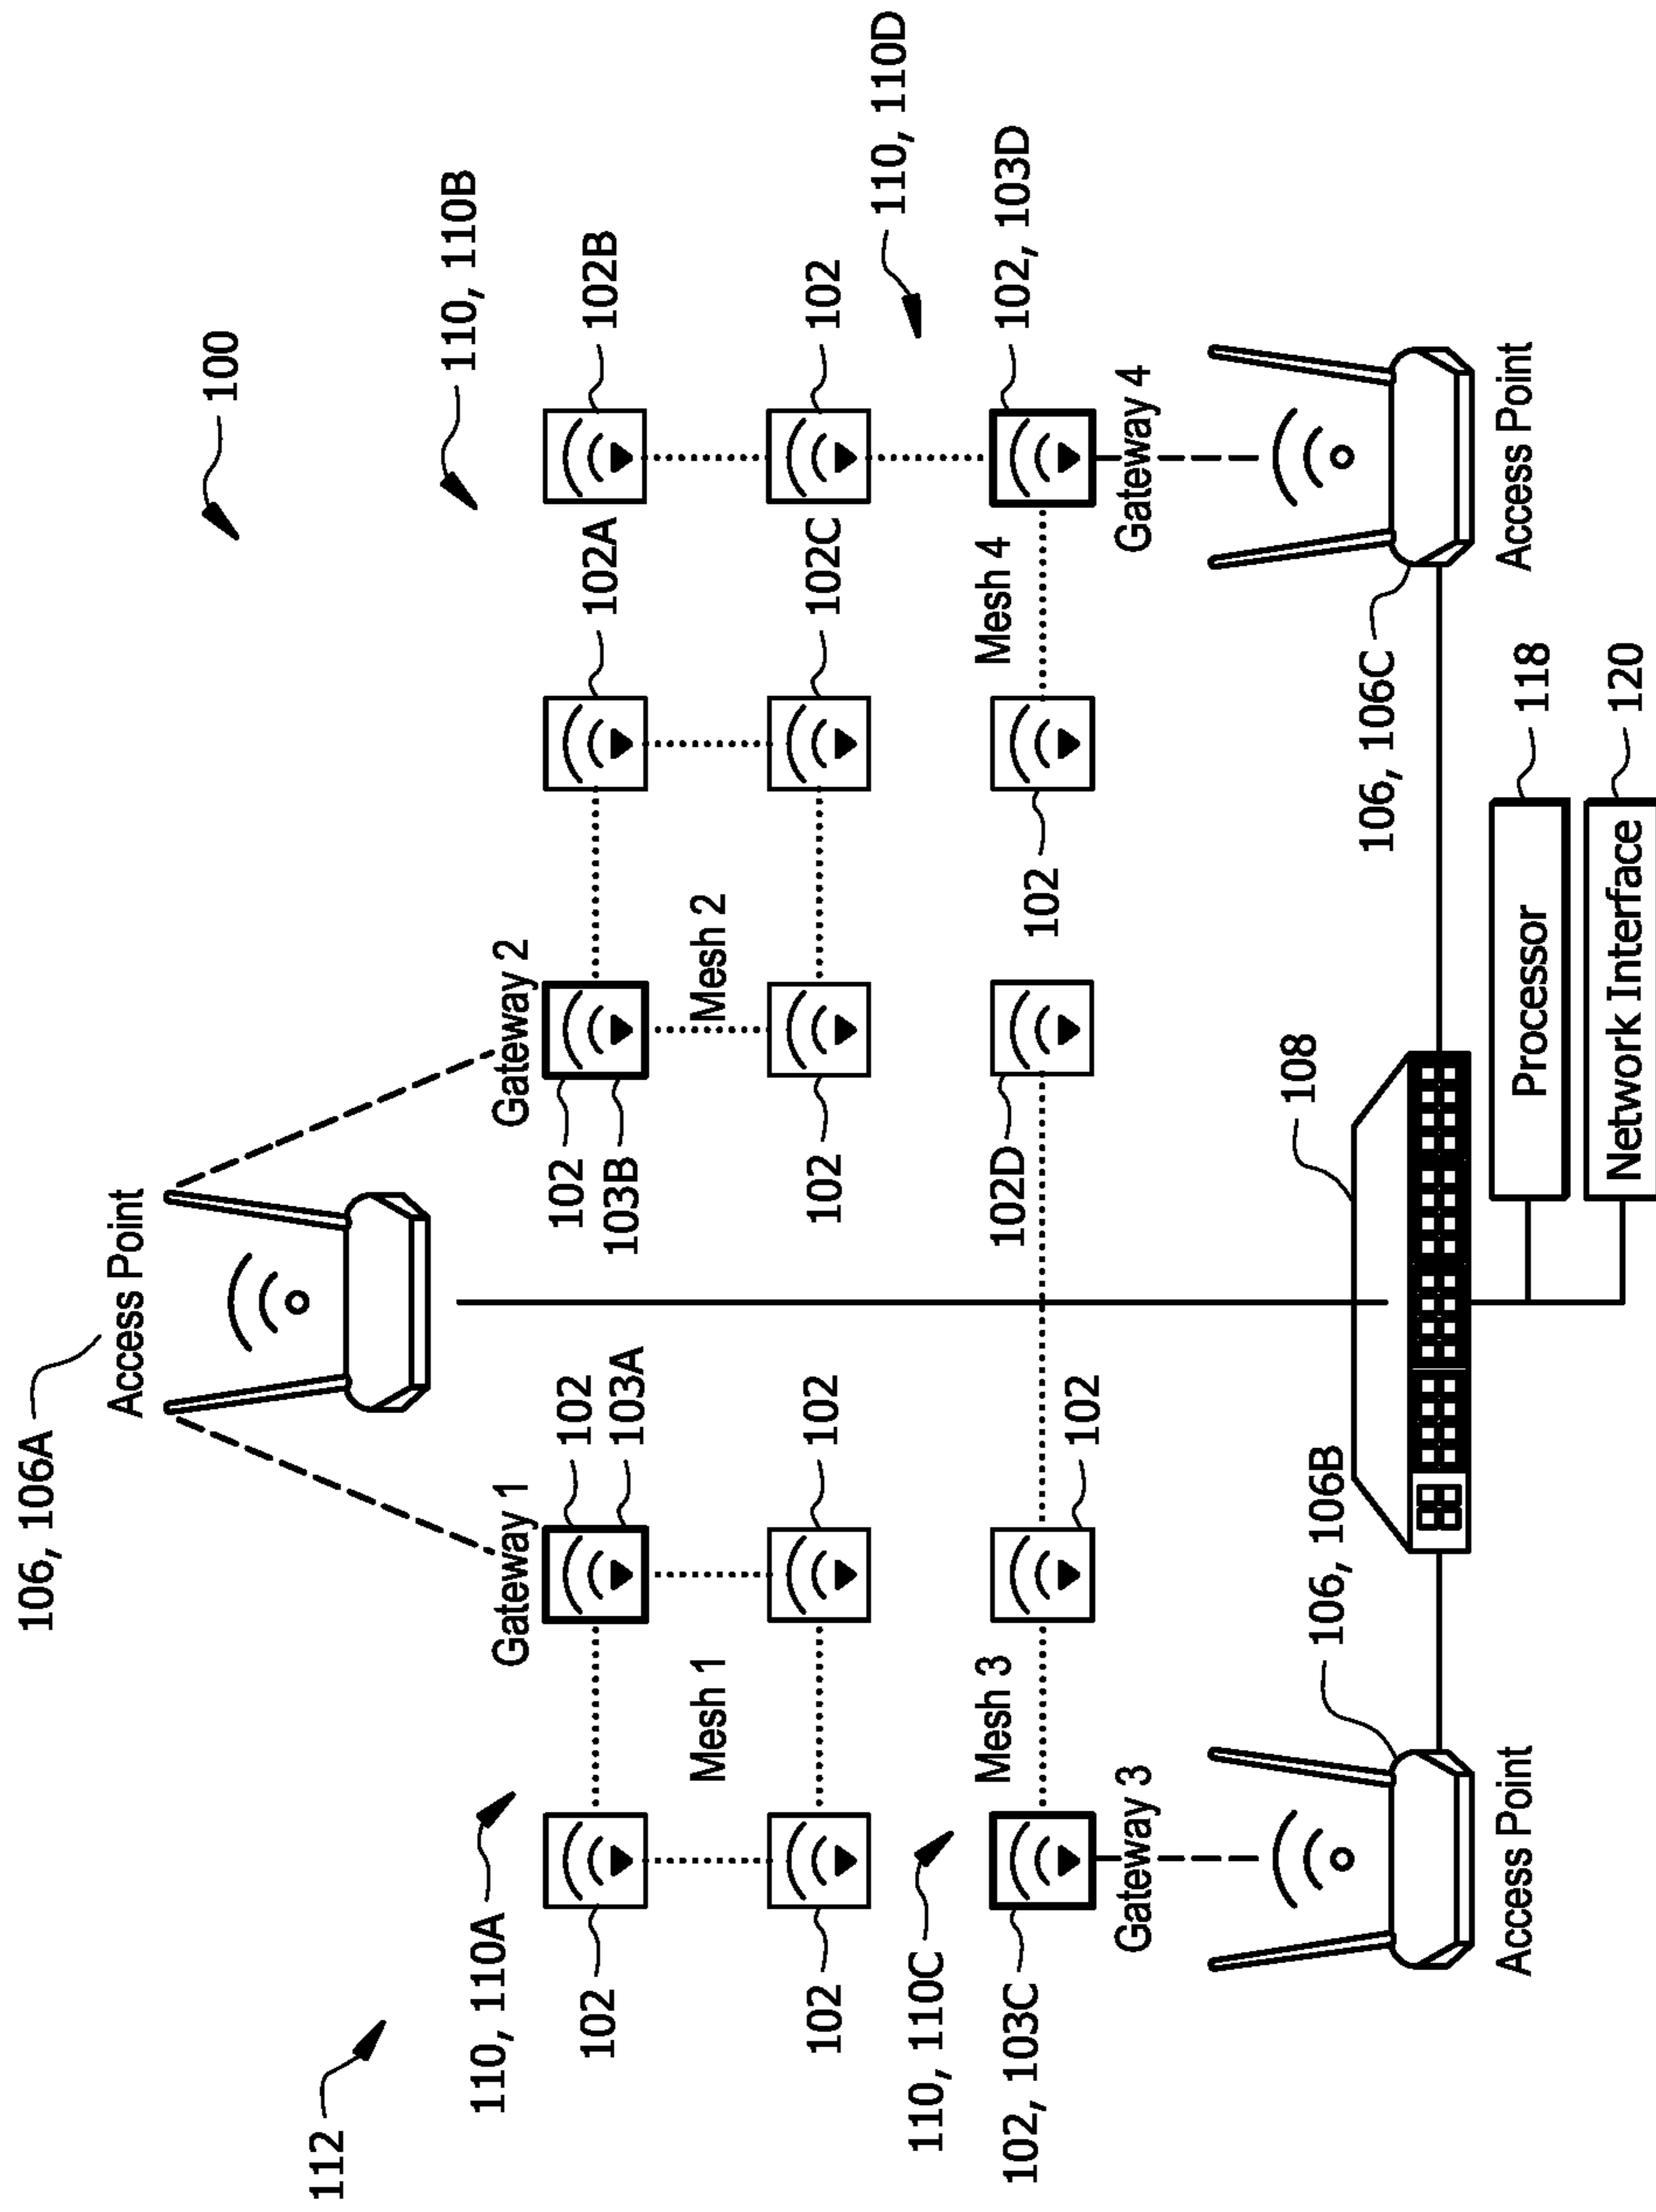 112
106, 106A
Access Point
100
110, 110A
Gateway 1
102
103A
Gateway 2
102
103B
110, 110B
102
102A
102B
Mesh 1
Mesh 2
102
102
102
102C
102
110, 110C
110, 110D
Mesh 3
Mesh 4
102, 103C
102
102D
102
102, 103D
Gateway 3
Gateway 4
106, 106B
108
106, 106C
Access Point
Processor
118
Access Point
Network Interface
120